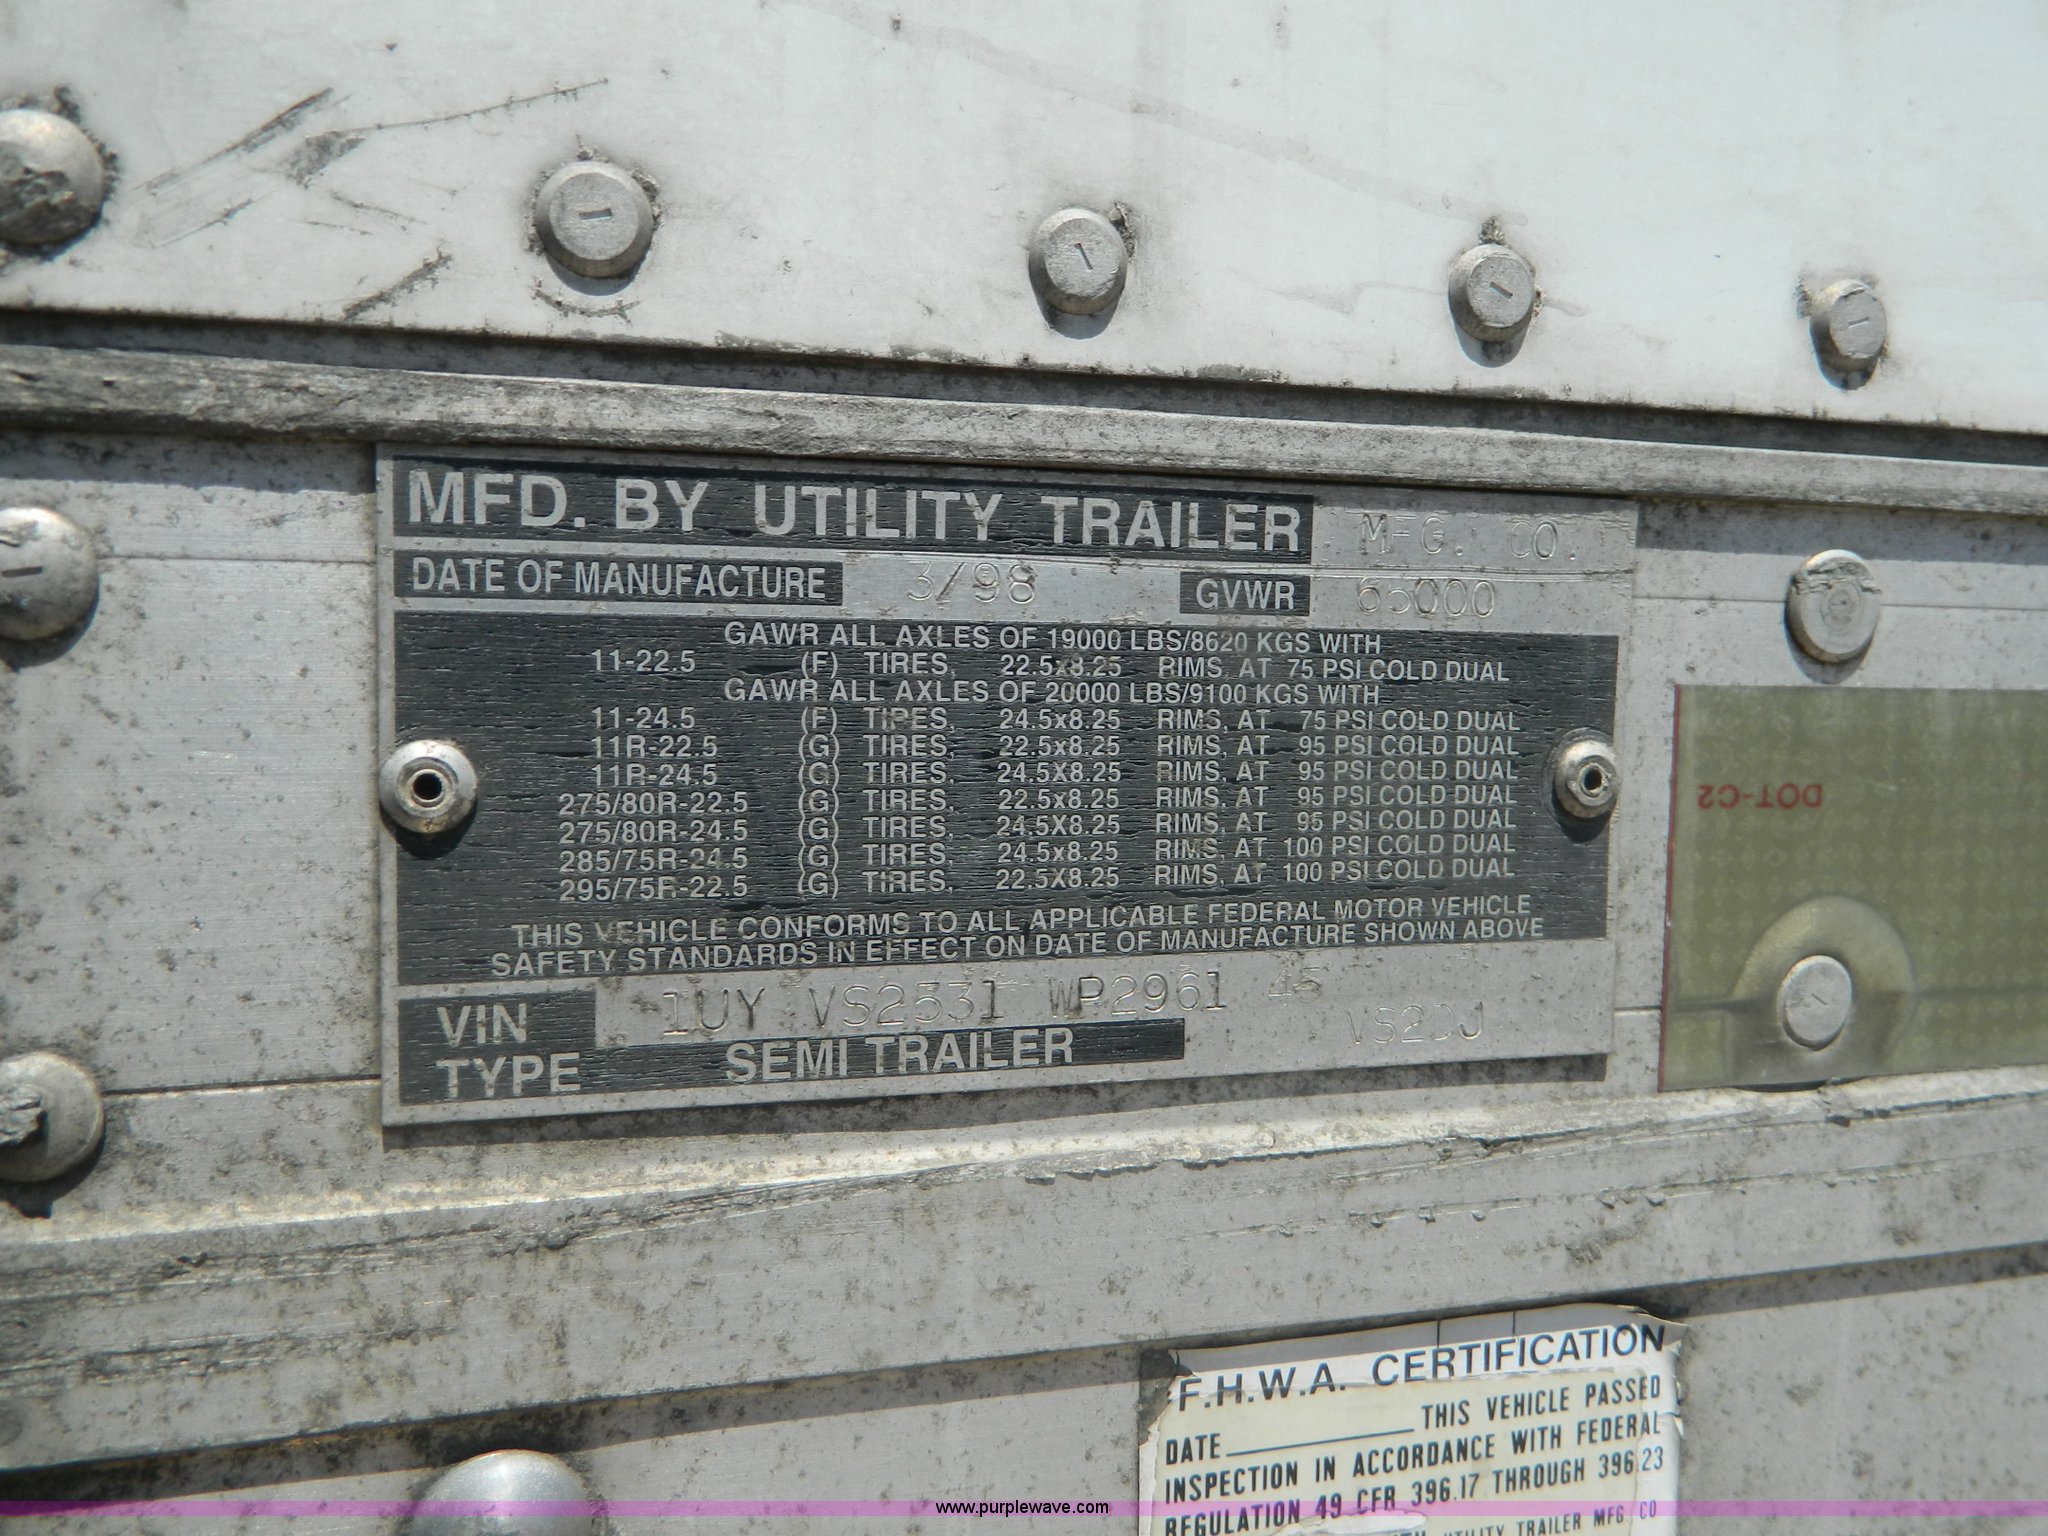 MFD. BY UTILITY TRAILER MFG. CO.
DATE OF MANUFACTURE 3/98 GVWR 65000
GAWR ALL AXLES OF 19000 LBS/8620 KGS WITH
11-22.5 (F) TIRES, 22.5x8.25 RIMS, AT 75 PSI COLD DUAL
GAWR ALL AXLES OF 20000 LBS/9100 KGS WITH
11-24.5 (F) TIRES, 24.5x8.25 RIMS, AT 75 PSI COLD DUAL
11R-22.5 (G) TIRES, 22.5x8.25 RIMS, AT 95 PSI COLD DUAL
11R-24.5 (G) TIRES, 24.5X8.25 RIMS, AT 95 PSI COLD DUAL
275/80R-22.5 (G) TIRES, 22.5x8.25 RIMS, AT 95 PSI COLD DUAL
275/80R-24.5 (G) TIRES, 24.5X8.25 RIMS, AT 95 PSI COLD DUAL
285/75R-24.5 (G) TIRES, 24.5x8.25 RIMS, AT 100 PSI COLD DUAL
295/75R-22.5 (G) TIRES, 22.5X8.25 RIMS, AT 100 PSI COLD DUAL
THIS VEHICLE CONFORMS TO ALL APPLICABLE FEDERAL MOTOR VEHICLE
SAFETY STANDARDS IN EFFECT ON DATE OF MANUFACTURE SHOWN ABOVE
VIN 1UY VS2531 WP2961 45
TYPE SEMI TRAILER
DOT-C2
F.H.W.A. CERTIFICATION
DATE THIS VEHICLE PASSED
INSPECTION IN ACCORDANCE WITH FEDERAL
REGULATION 49 CFR 396.17 THROUGH 396.23
UTILITY TRAILER MFG. CO
www.purplewave.com